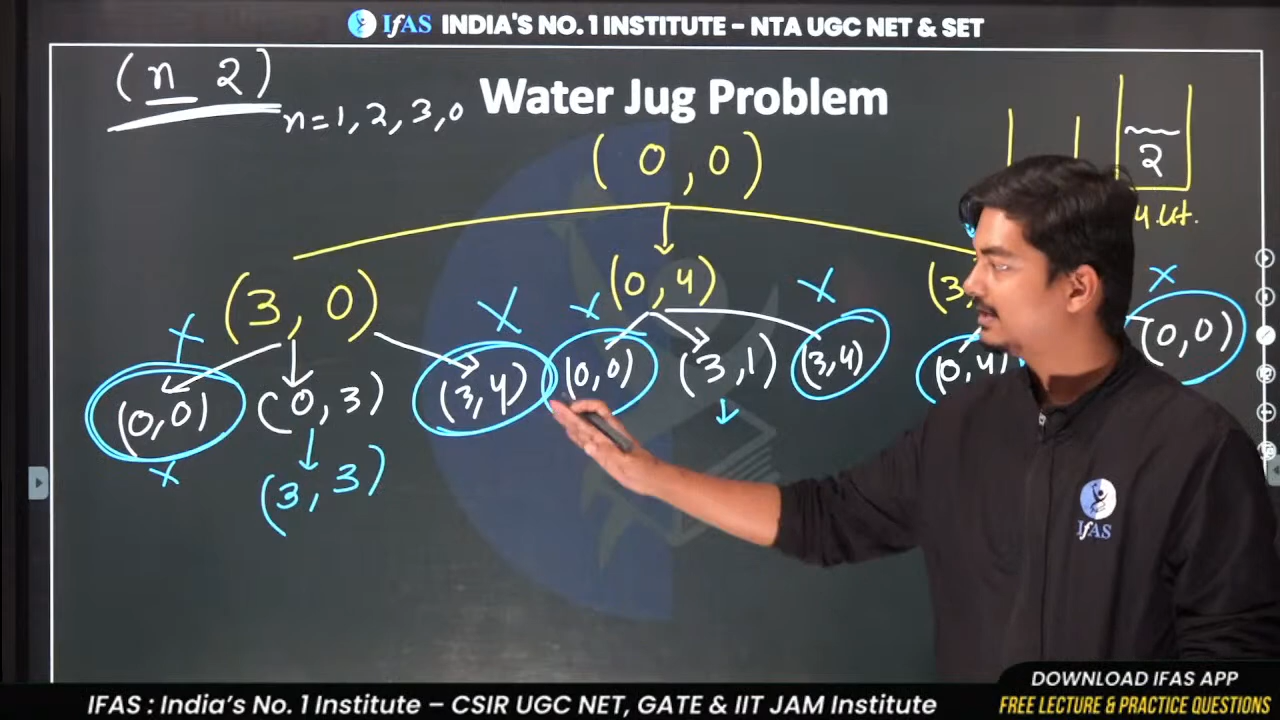 IfAS INDIA'S NO. 1 INSTITUTE – NTA UGC NET & SET
(n 2)
n=1,2,3,0
Water Jug Problem
2
4 Lt.
(0,0)
(3,0)
(0,4)
(3,
X
X
X
X
X
(0,0)
(0,3)
(3,4)
(0,0)
(3,1)
(3,4)
(0,4)
(0,0)
X
(3,3)
IfAS
DOWNLOAD IFAS APP
FREE LECTURE & PRACTICE QUESTIONS
IFAS : India's No. 1 Institute – CSIR UGC NET, GATE & IIT JAM Institute